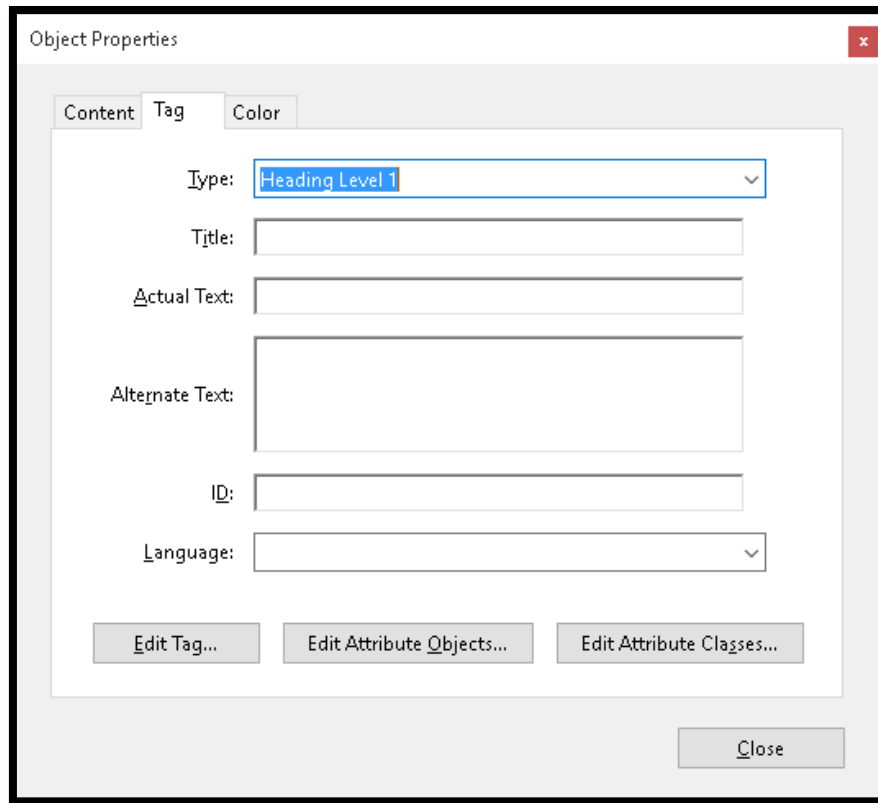 Object Properties
x
Content Tag Color
Type: Heading Level 1
Title:
Actual Text:
Alternate Text:
ID:
Language:
Edit Tag... Edit Attribute Objects... Edit Attribute Classes...
Close